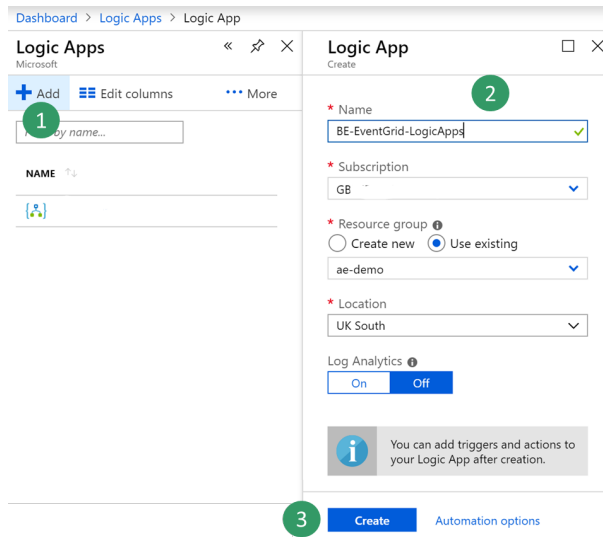 Dashboard > Logic Apps > Logic App
Logic Apps
Microsoft
Add Edit columns ··· More
1
by name...
NAME
Logic App
Create
2
* Name
BE-EventGrid-LogicApps
* Subscription
GB
* Resource group
Create new Use existing
ae-demo
* Location
UK South
Log Analytics
On Off
You can add triggers and actions to
your Logic App after creation.
3 Create Automation options